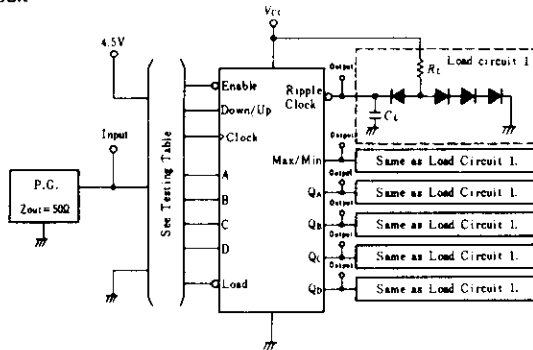 VCC
4.5V
Input
P.G.
Zout = 50Ω
See Testing Table
Enable
Down/Up
Clock
A
B
C
D
Load
Ripple
Clock
Max/Min
QA
QB
QC
QD
Output
RL
Load circuit 1
CL
Output
Same as Load Circuit 1.
Output
Same as Load Circuit 1.
Output
Same as Load Circuit 1.
Output
Same as Load Circuit 1.
Output
Same as Load Circuit 1.